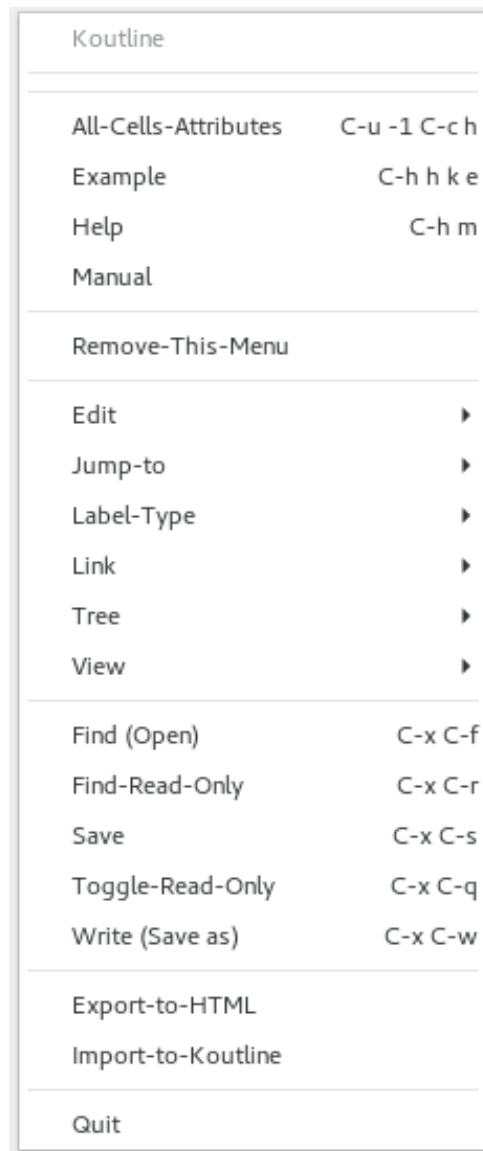 Koutline
All-Cells-Attributes C-u -1 C-c h
Example C-h h k e
Help C-h m
Manual
Remove-This-Menu
Edit
Jump-to
Label-Type
Link
Tree
View
Find (Open) C-x C-f
Find-Read-Only C-x C-r
Save C-x C-s
Toggle-Read-Only C-x C-q
Write (Save as) C-x C-w
Export-to-HTML
Import-to-Koutline
Quit